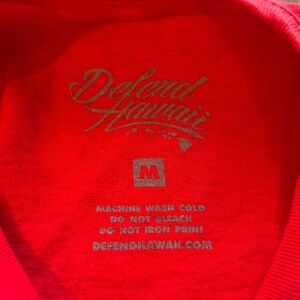 Defend
Hawaii
M
MACHINE WASH COLD
DO NOT BLEACH
DO NOT IRON PRINT
DEFENDHAWAII.COM